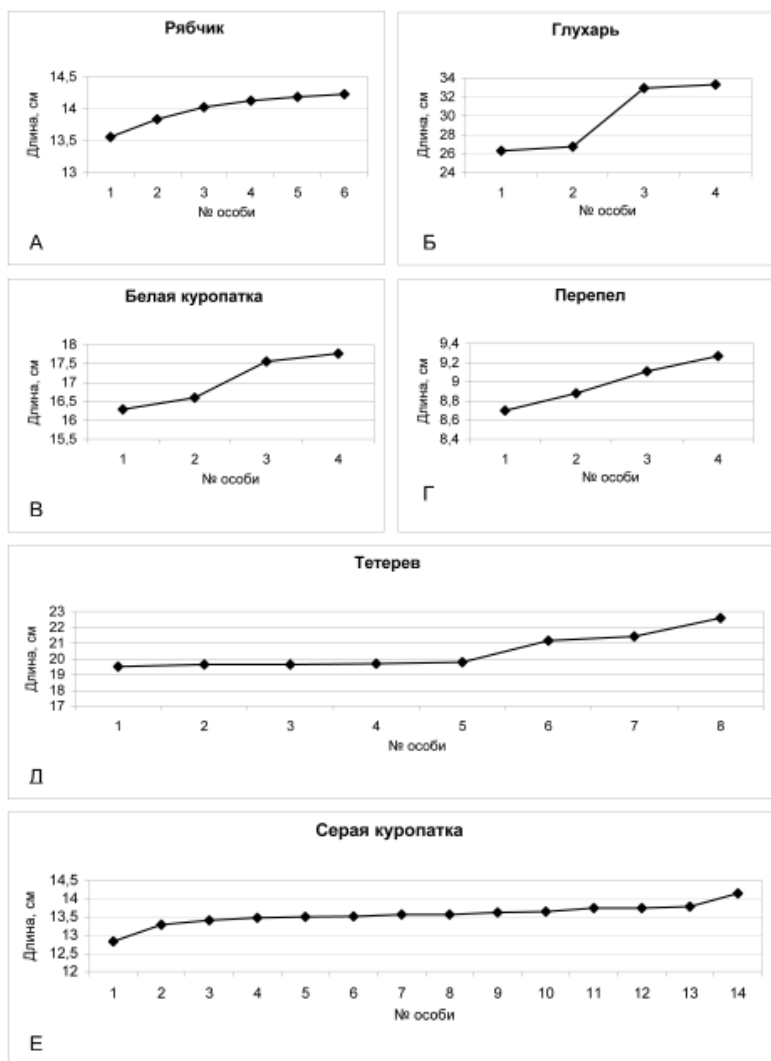 Рябчик
Длина, см
14,5
14
13,5
13
1 2 3 4 5 6
№ особи
А
Глухарь
Длина, см
34
32
30
28
26
24
1 2 3 4
№ особи
Б
Белая куропатка
Длина, см
18
17,5
17
16,5
16
15,5
1 2 3 4
№ особи
В
Перепел
Длина, см
9,4
9,2
9
8,8
8,6
8,4
1 2 3 4
№ особи
Г
Тетерев
Длина, см
23
22
21
20
19
18
17
1 2 3 4 5 6 7 8
№ особи
Д
Серая куропатка
Длина, см
14,5
14
13,5
13
12,5
12
1 2 3 4 5 6 7 8 9 10 11 12 13 14
№ особи
Е